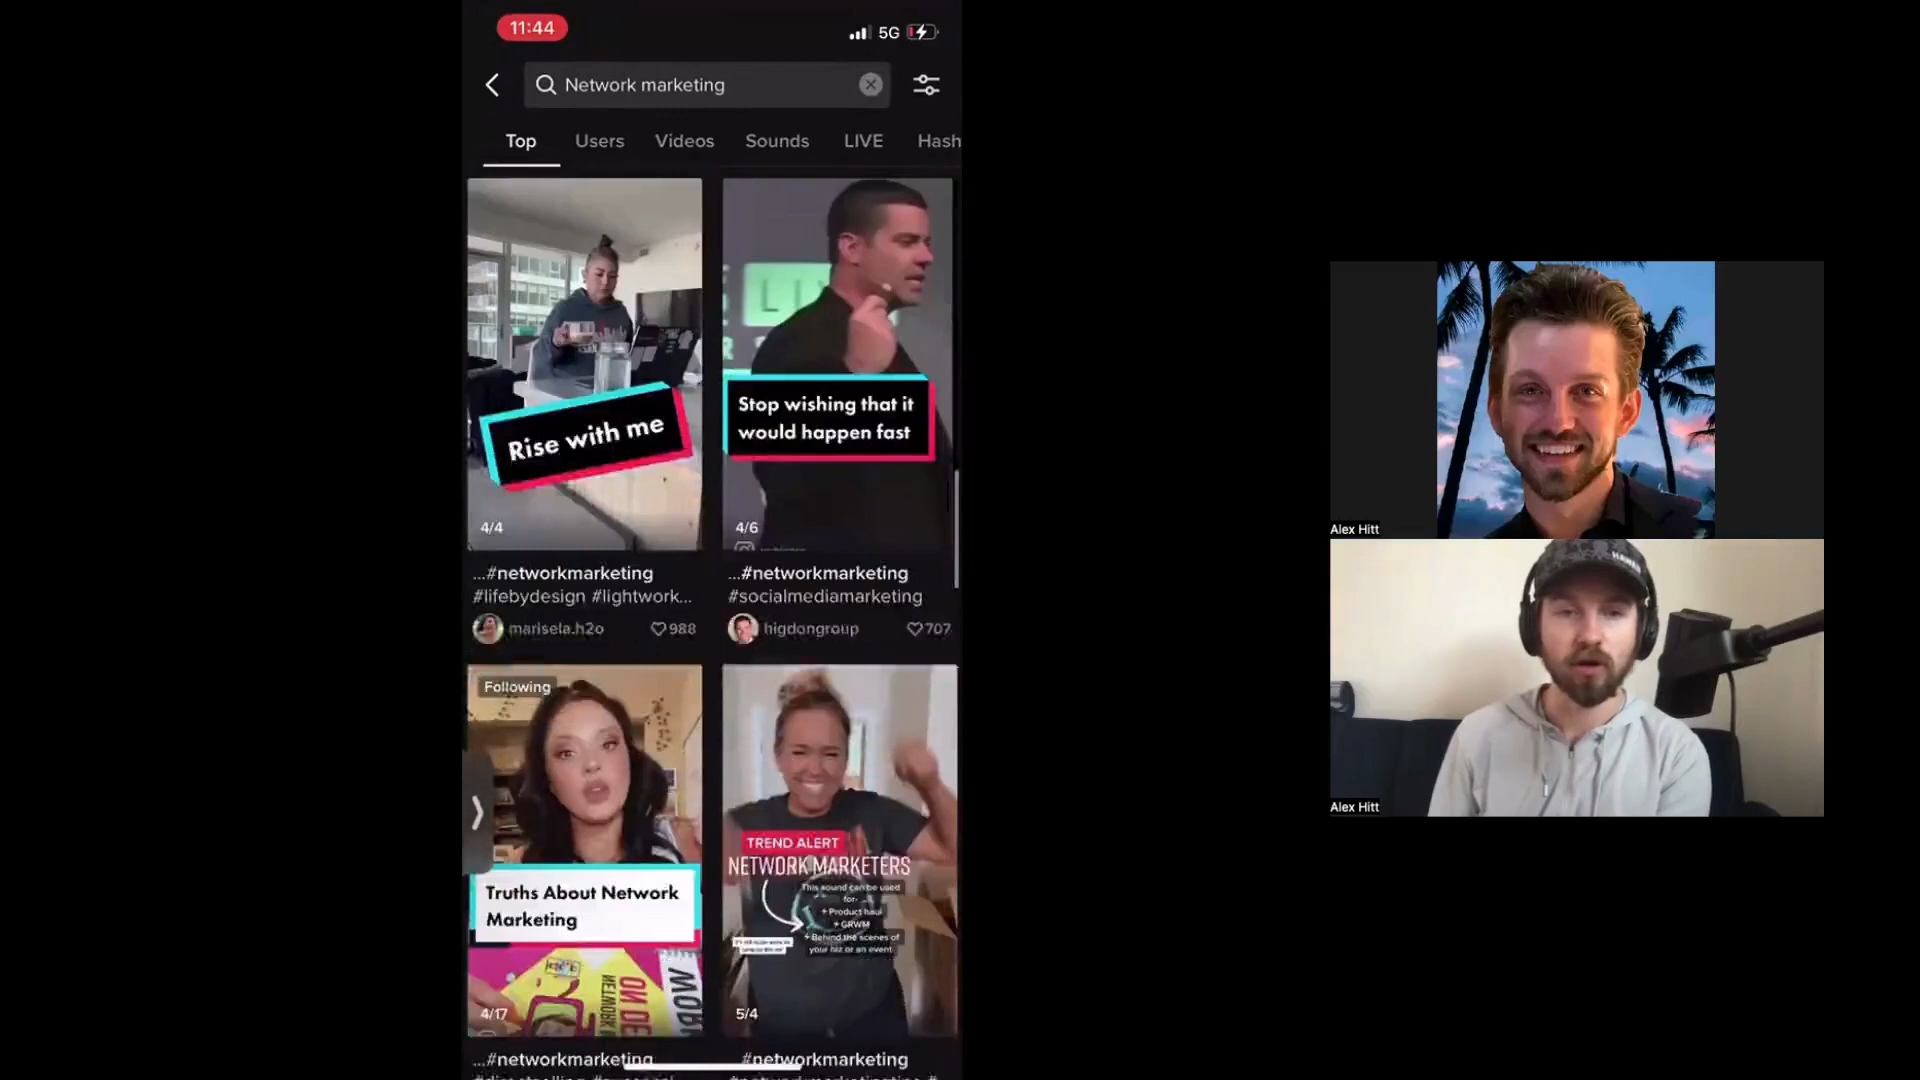 11:44
5G
Network marketing
Top
Users
Videos
Sounds
LIVE
Hash
Rise with me
4/4
LI
Stop wishing that it
would happen fast
4/6
...#networkmarketing
#lifebydesign #lightwork...
marisela.h2o
988
...#networkmarketing
#socialmediamarketing
higdongroup
707
Following
Truths About Network
Marketing
4/17
TREND ALERT
NETWORK MARKETERS
This sound can be used
for-
+ Product haul
+ GRWM
+ Behind the scenes of
your biz or an event
5/4
...#networkmarketing
#networkmarketing
Alex Hitt
Alex Hitt